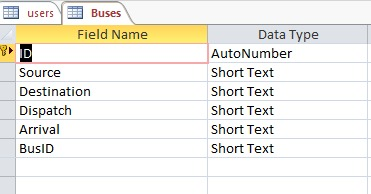 users Buses
Field Name Data Type
ID AutoNumber
Source Short Text
Destination Short Text
Dispatch Short Text
Arrival Short Text
BusID Short Text